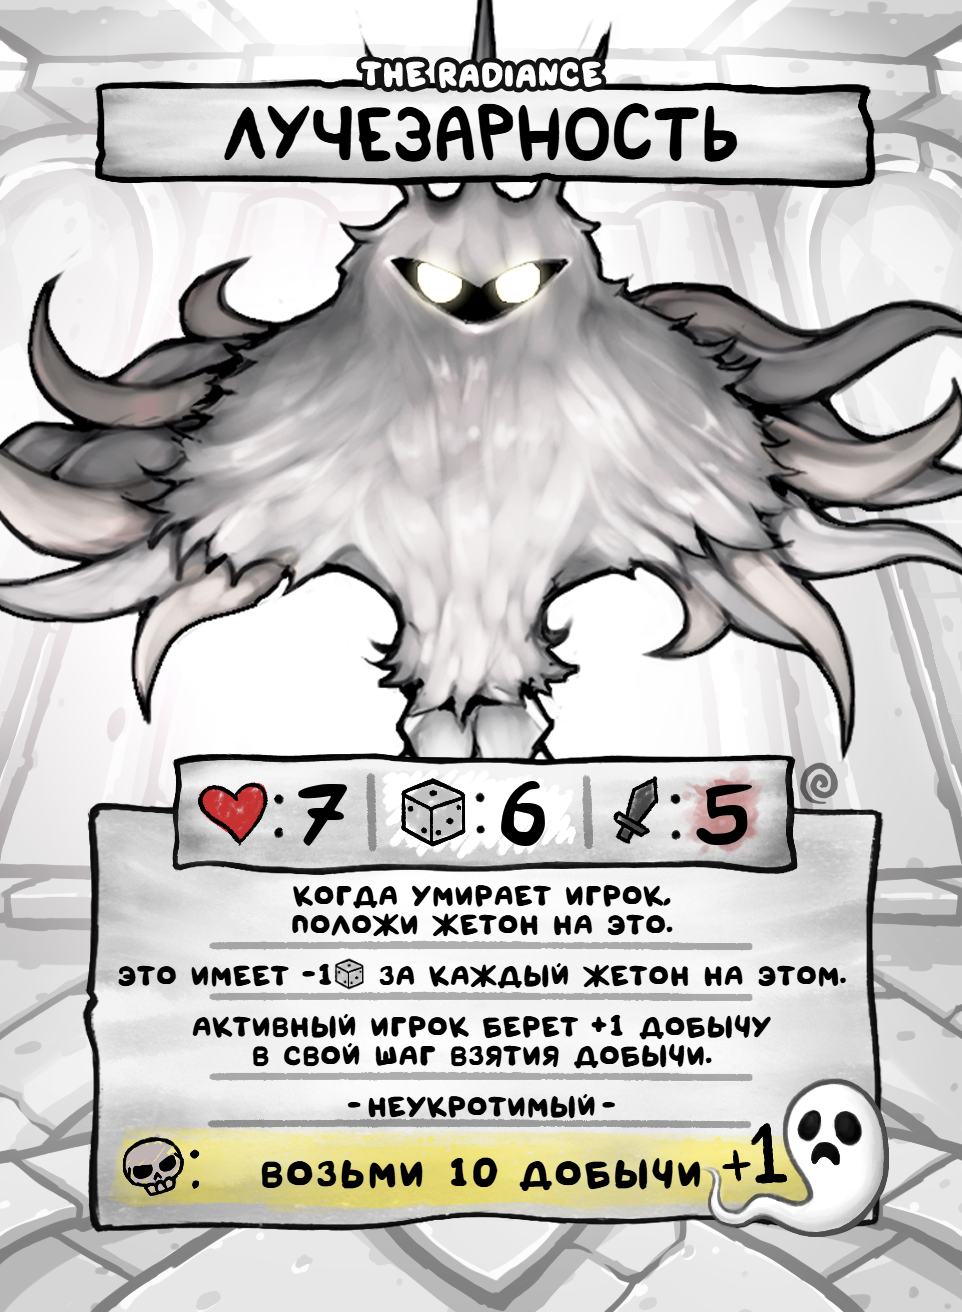 THE RADIANCE
ЛУЧЕЗАРНОСТЬ
: 7 | : 6 | : 5
КОГДА УМИРАЕТ ИГРОК,
ПОЛОЖИ ЖЕТОН НА ЭТО.
ЭТО ИМЕЕТ -1 ЗА КАЖДЫЙ ЖЕТОН НА ЭТОМ.
АКТИВНЫЙ ИГРОК БЕРЕТ +1 ДОБЫЧУ
В СВОЙ ШАГ ВЗЯТИЯ ДОБЫЧИ.
-НЕУКРОТИМЫЙ-
: ВОЗЬМИ 10 ДОБЫЧИ +1